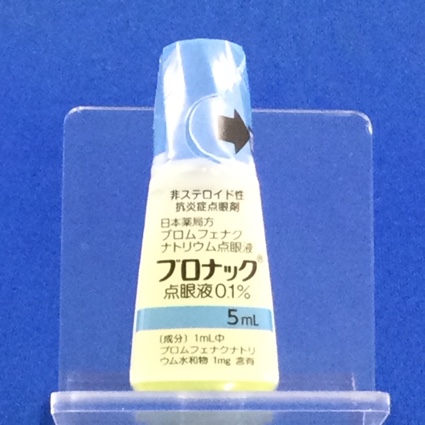 非ステロイド性
抗炎症点眼剤
日本薬局方
ブロムフェナク
ナトリウム点眼液
ブロナック®
点眼液0.1%
5mL
(成分) 1mL中
ブロムフェナクナトリ
ウム水和物 1mg 含有